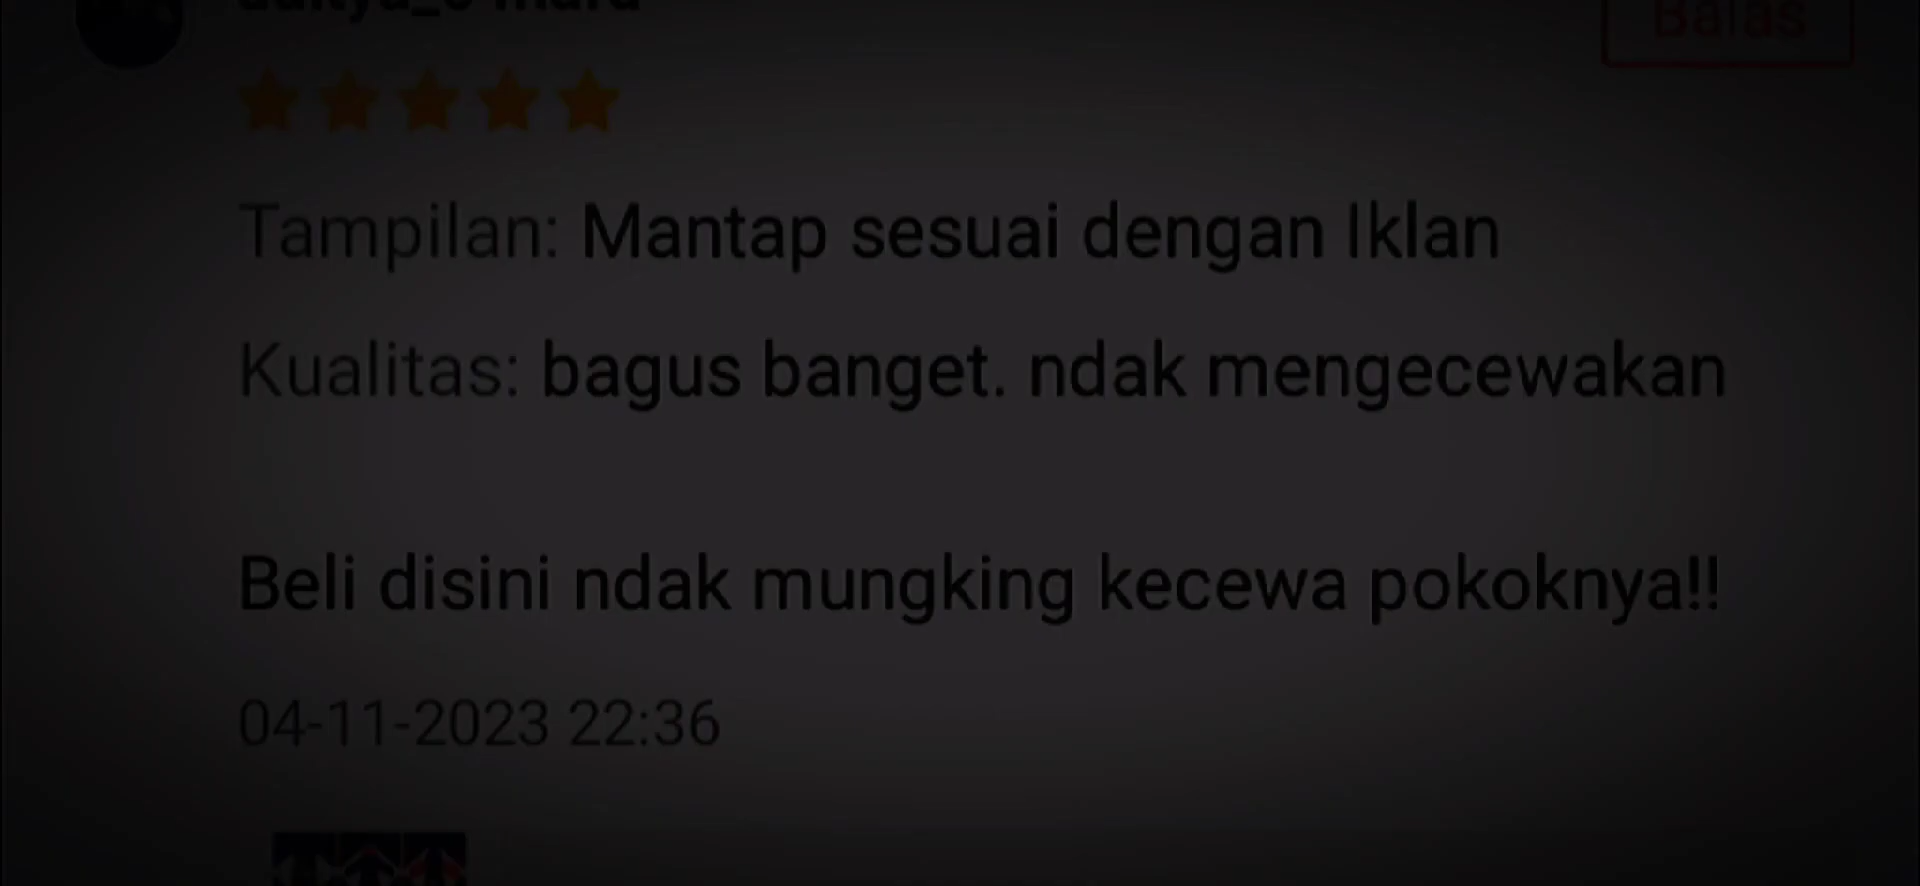 Balas
Tampilan: Mantap sesuai dengan Iklan
Kualitas: bagus banget. ndak mengecewakan
Beli disini ndak mungking kecewa pokoknya!!
04-11-2023 22:36